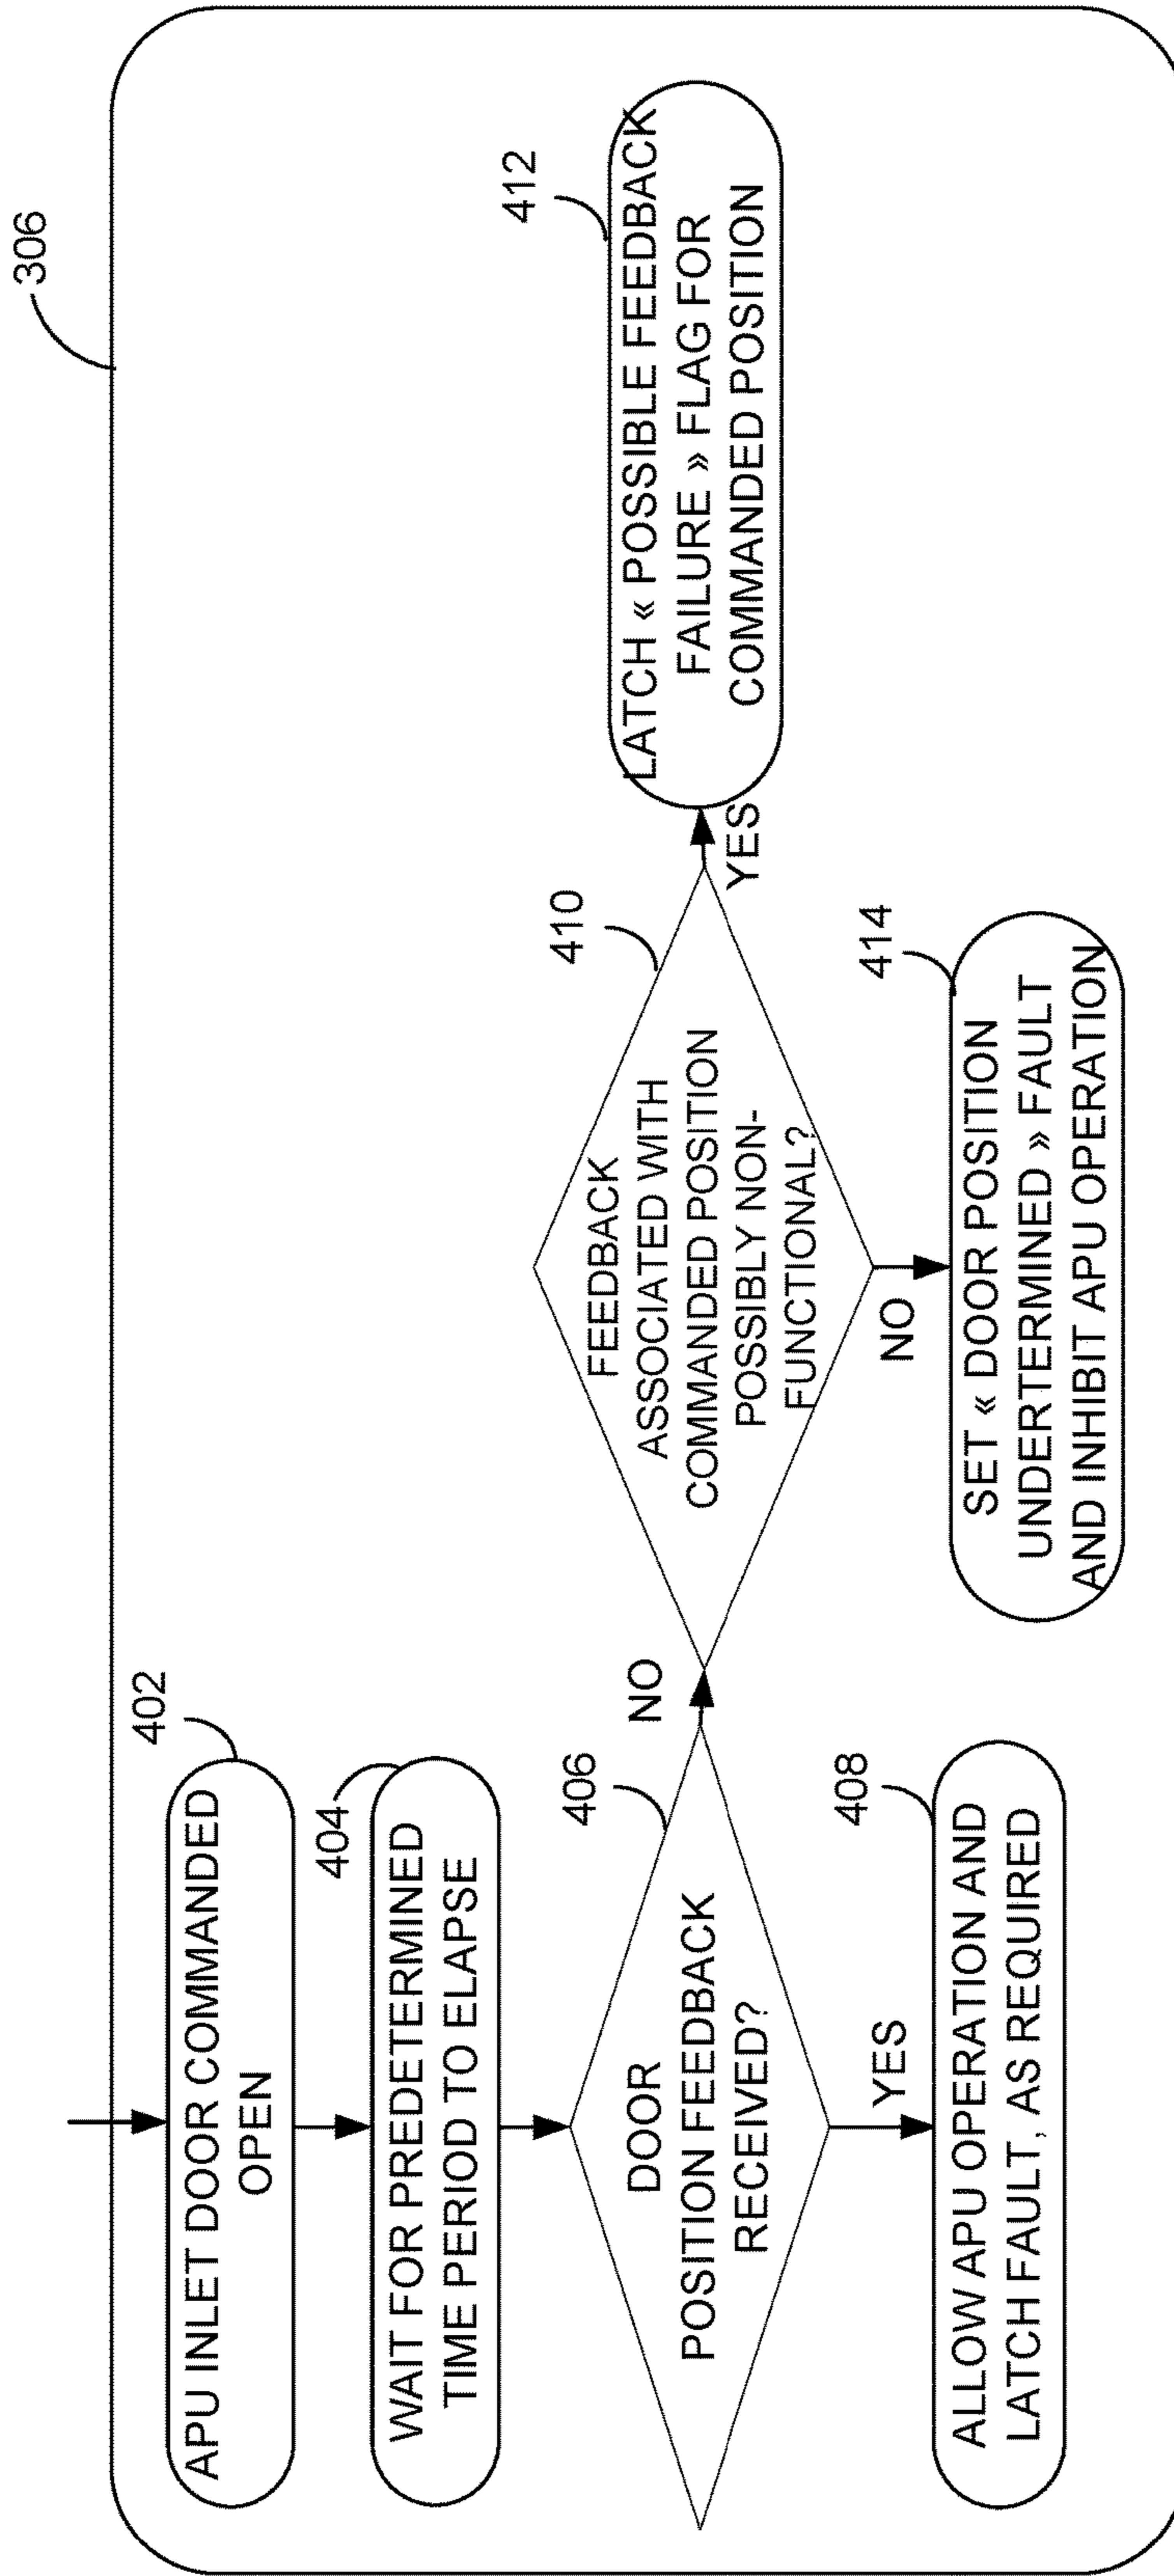 306
402
APU INLET DOOR COMMANDED
OPEN
404
WAIT FOR PREDETERMINED
TIME PERIOD TO ELAPSE
406
DOOR
POSITION FEEDBACK
RECEIVED?
NO
YES
408
ALLOW APU OPERATION AND
LATCH FAULT, AS REQUIRED
410
FEEDBACK
ASSOCIATED WITH
COMMANDED POSITION
POSSIBLY NON-
FUNCTIONAL?
YES
NO
412
LATCH « POSSIBLE FEEDBACK
FAILURE » FLAG FOR
COMMANDED POSITION
414
SET « DOOR POSITION
UNDERTERMINED » FAULT
AND INHIBIT APU OPERATION